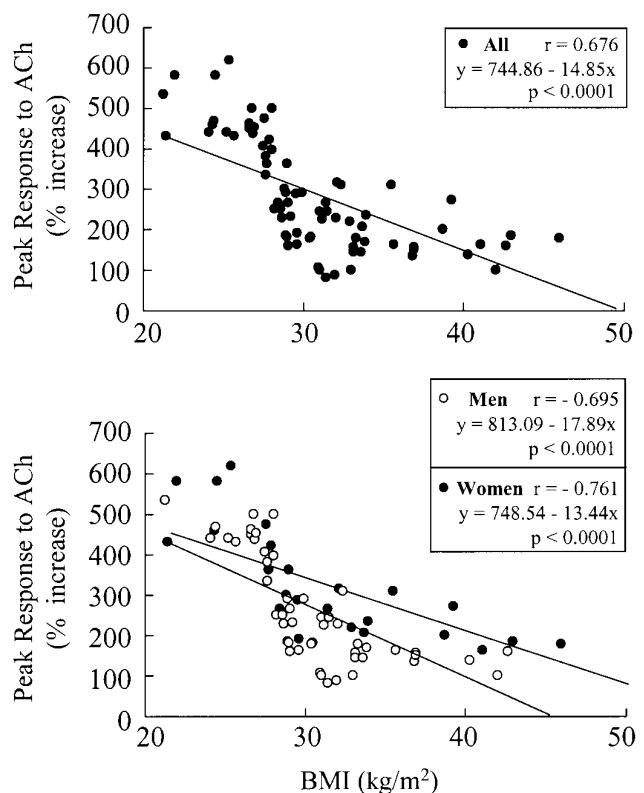 ● All r = 0.676
y = 744.86 - 14.85x
p < 0.0001
Peak Response to ACh
(% increase)
700
600
500
400
300
200
100
0
20 30 40 50
○ Men r = - 0.695
y = 813.09 - 17.89x
p < 0.0001
● Women r = - 0.761
y = 748.54 - 13.44x
p < 0.0001
Peak Response to ACh
(% increase)
700
600
500
400
300
200
100
0
20 30 40 50
BMI (kg/m²)